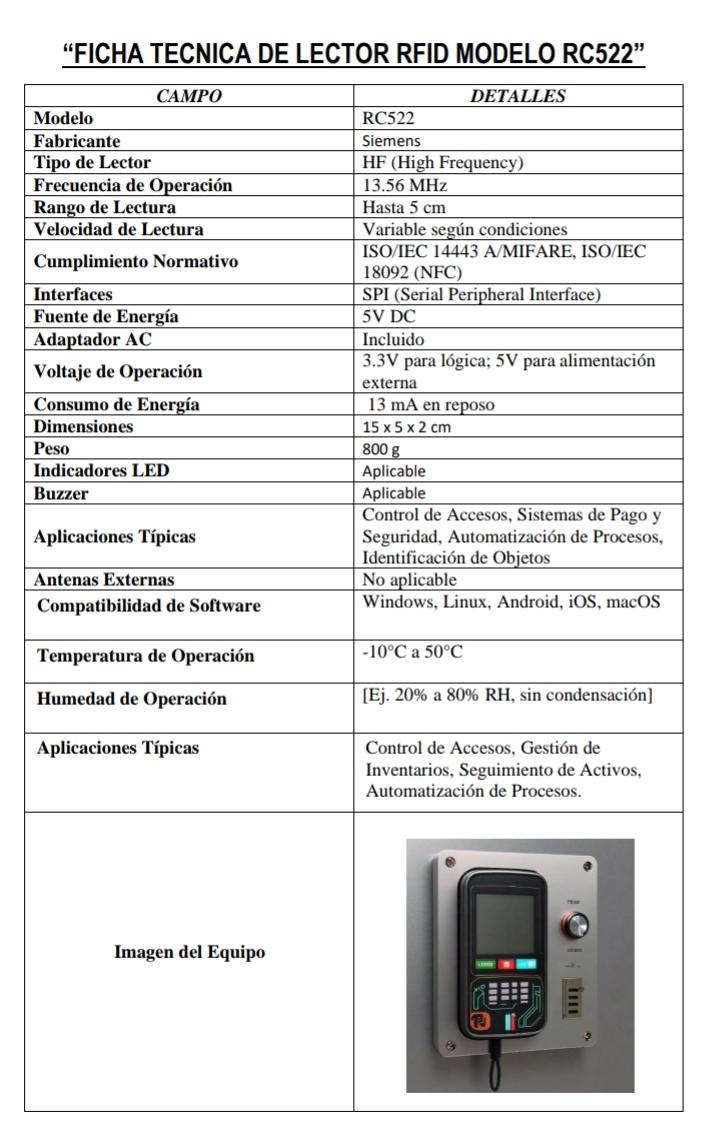 “FICHA TECNICA DE LECTOR RFID MODELO RC522”
CAMPO DETALLES
Modelo RC522
Fabricante Siemens
Tipo de Lector HF (High Frequency)
Frecuencia de Operación 13.56 MHz
Rango de Lectura Hasta 5 cm
Velocidad de Lectura Variable según condiciones
Cumplimiento Normativo ISO/IEC 14443 A/MIFARE, ISO/IEC
18092 (NFC)
Interfaces SPI (Serial Peripheral Interface)
Fuente de Energía 5V DC
Adaptador AC Incluido
Voltaje de Operación 3.3V para lógica; 5V para alimentación
externa
Consumo de Energía 13 mA en reposo
Dimensiones 15 x 5 x 2 cm
Peso 800 g
Indicadores LED Aplicable
Buzzer Aplicable
Aplicaciones Típicas Control de Accesos, Sistemas de Pago y
Seguridad, Automatización de Procesos,
Identificación de Objetos
Antenas Externas No aplicable
Compatibilidad de Software Windows, Linux, Android, iOS, macOS
Temperatura de Operación -10°C a 50°C
Humedad de Operación [Ej. 20% a 80% RH, sin condensación]
Aplicaciones Típicas Control de Accesos, Gestión de
Inventarios, Seguimiento de Activos,
Automatización de Procesos.
Imagen del Equipo